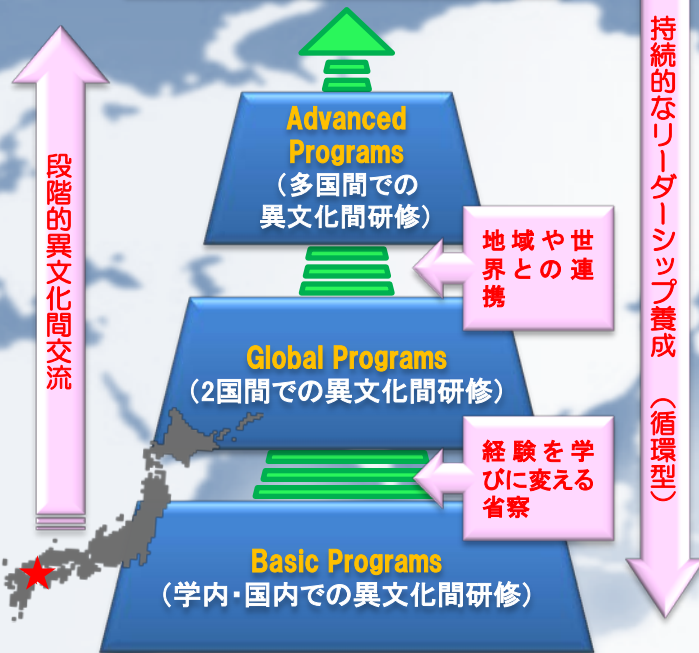 段階的異文化間交流
Advanced
Programs
（多国間での
異文化間研修）
地域や世
界との連
携
Global Programs
（2国間での異文化間研修）
経験を学
びに変える
省察
Basic Programs
（学内・国内での異文化間研修）
持続的なリーダーシップ養成　（循環型）